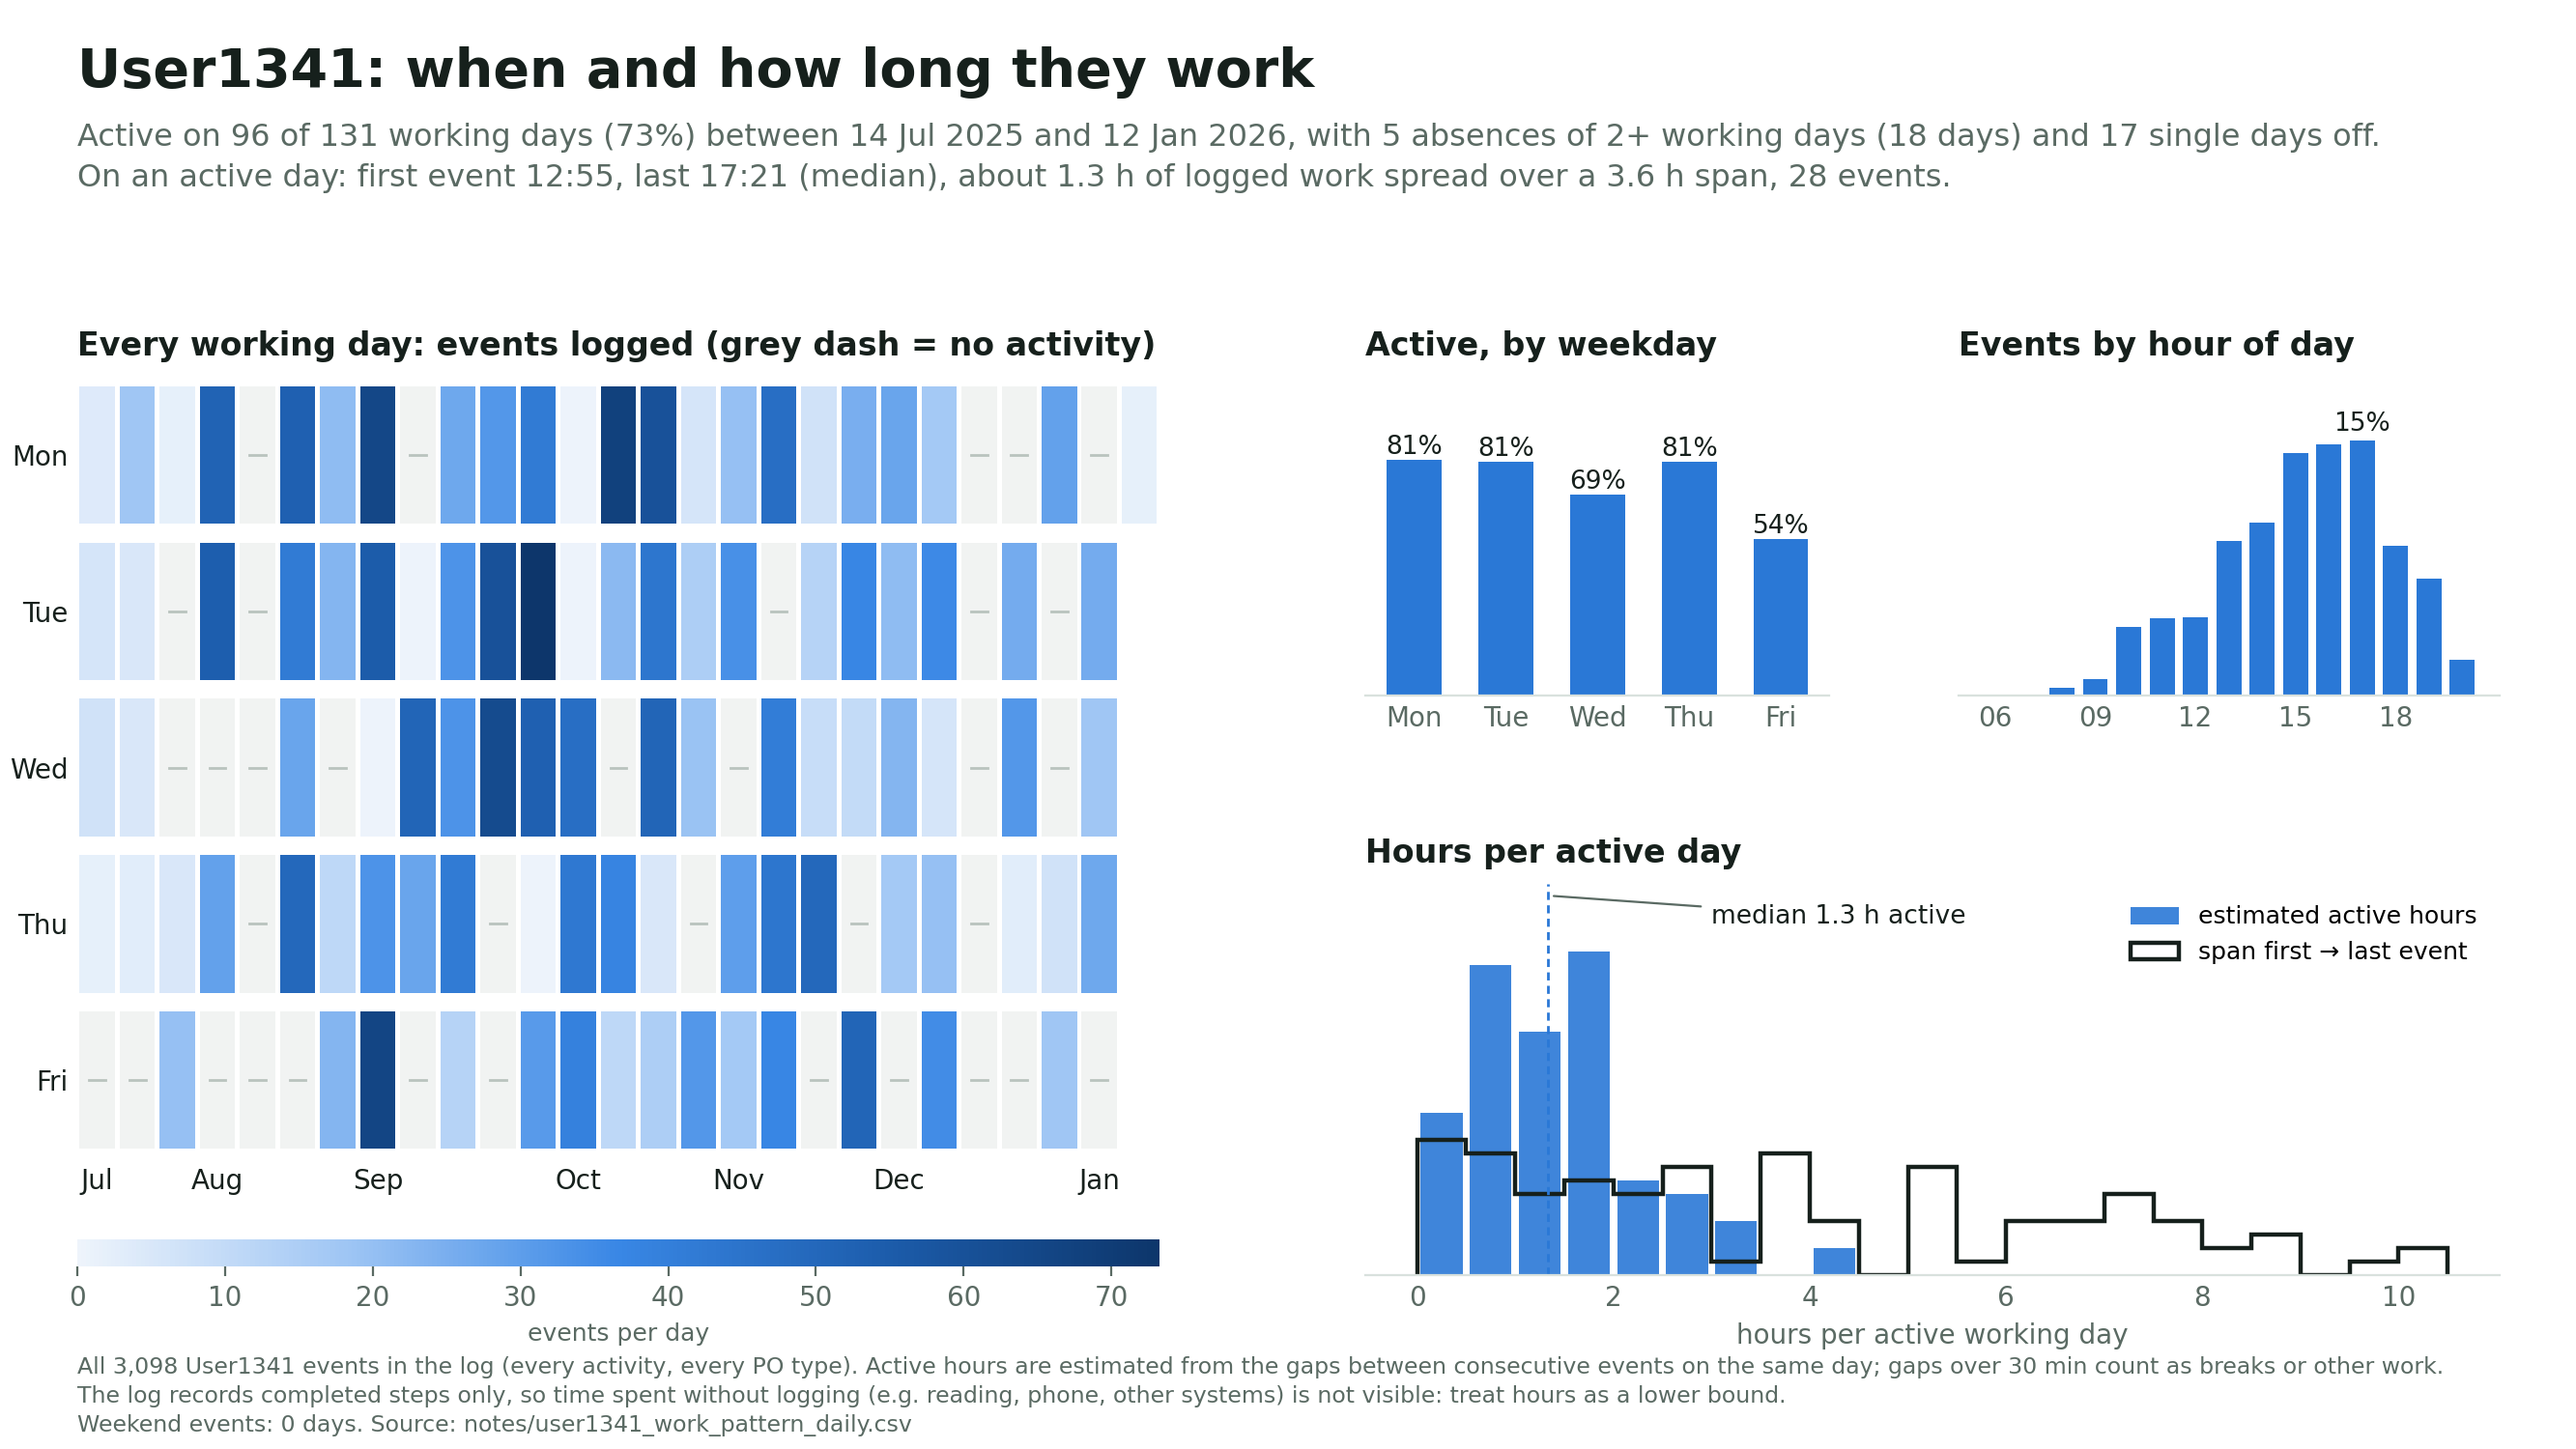 User1341: when and how long they work
Active on 96 of 131 working days (73%) between 14 Jul 2025 and 12 Jan 2026, with 5 absences of 2+ working days (18 days) and 17 single days off.
On an active day: first event 12:55, last 17:21 (median), about 1.3 h of logged work spread over a 3.6 h span, 28 events.
Every working day: events logged (grey dash = no activity)
Mon
Tue
Wed
Thu
Fri
Jul Aug Sep Oct Nov Dec Jan
0 10 20 30 40 50 60 70
events per day
Active, by weekday
81% 81% 69% 81% 54%
Mon Tue Wed Thu Fri
Events by hour of day
15%
06 09 12 15 18
Hours per active day
median 1.3 h active
estimated active hours
span first → last event
0 2 4 6 8 10
hours per active working day
All 3,098 User1341 events in the log (every activity, every PO type). Active hours are estimated from the gaps between consecutive events on the same day; gaps over 30 min count as breaks or other work.
The log records completed steps only, so time spent without logging (e.g. reading, phone, other systems) is not visible: treat hours as a lower bound.
Weekend events: 0 days. Source: notes/user1341_work_pattern_daily.csv